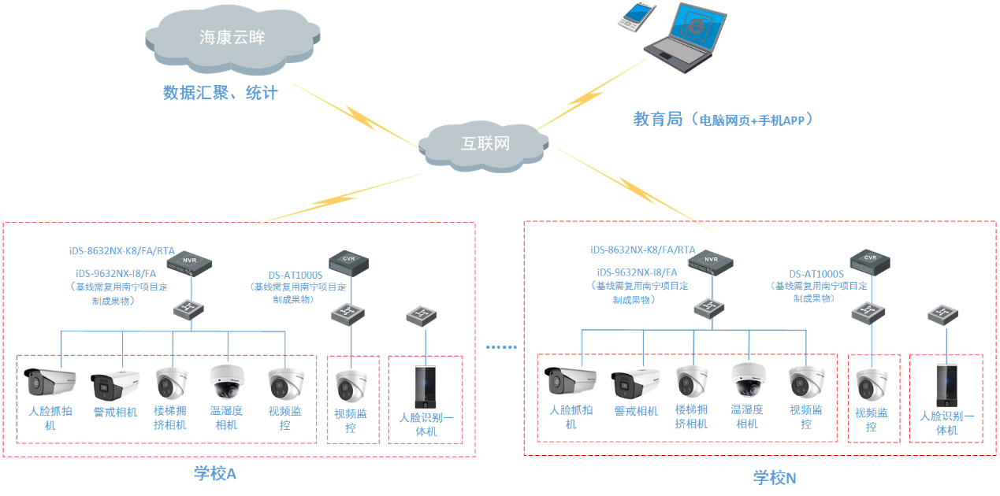 海康云眸
数据汇聚、统计
教育局（电脑网页+手机APP）
互联网
iDS-8632NX-K8/FA/RTA
NVR
iDS-9632NX-I8/FA
（基线需复用南宁项目定
制成果物）
CVR
DS-AT1000S
（基线需复用南宁项目定
制成果物）
人脸抓拍
机
警戒相机
楼梯拥
挤相机
温湿度
相机
视频监
控
视频监
控
人脸识别一
体机
学校A
......
iDS-8632NX-K8/FA/RTA
NVR
iDS-9632NX-I8/FA
（基线需复用南宁项目定
制成果物）
CVR
DS-AT1000S
（基线需复用南宁项目定
制成果物）
人脸抓拍
机
警戒相机
楼梯拥
挤相机
温湿度
相机
视频监
控
视频监
控
人脸识别一
体机
学校N